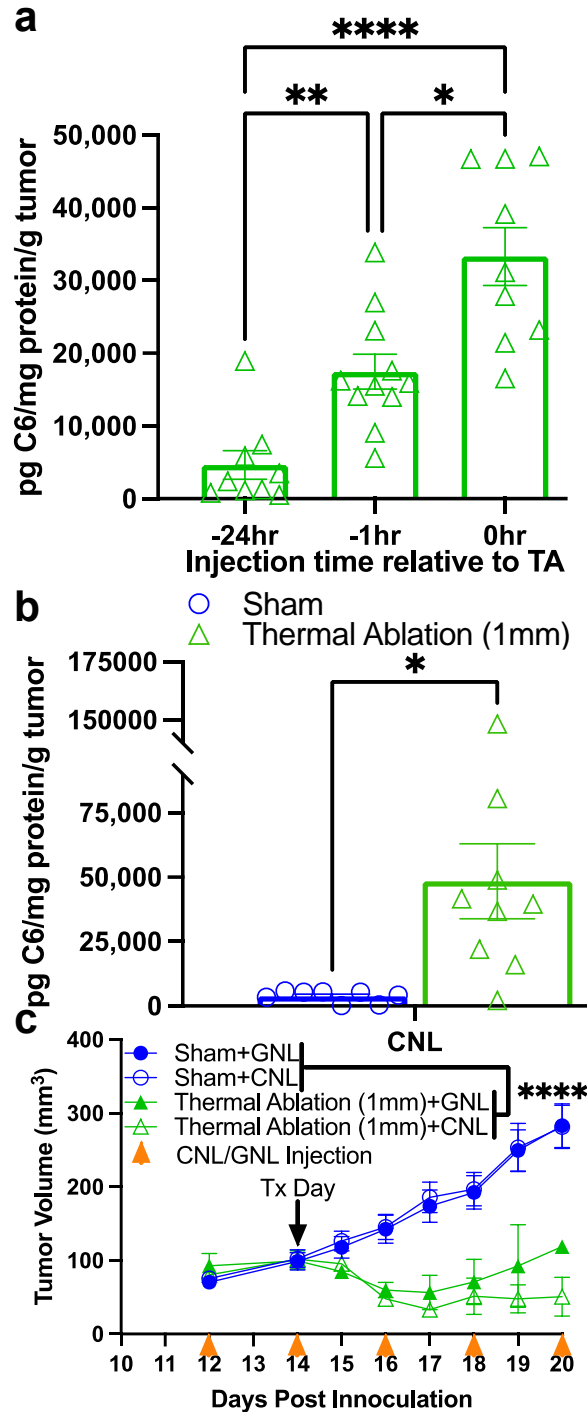 a
****
**
*
50,000
40,000
30,000
20,000
10,000
0
pg C6/mg protein/g tumor
-24hr
-1hr
0hr
Injection time relative to TA
b
Sham
Thermal Ablation (1mm)
*
175000
150000
75,000
50,000
25,000
0
pg C6/mg protein/g tumor
CNL
c
400
300
200
100
0
Tumor Volume (mm³)
Sham+GNL
Sham+CNL
Thermal Ablation (1mm)+GNL
Thermal Ablation (1mm)+CNL
CNL/GNL Injection
****
Tx Day
10 11 12 13 14 15 16 17 18 19 20
Days Post Innoculation